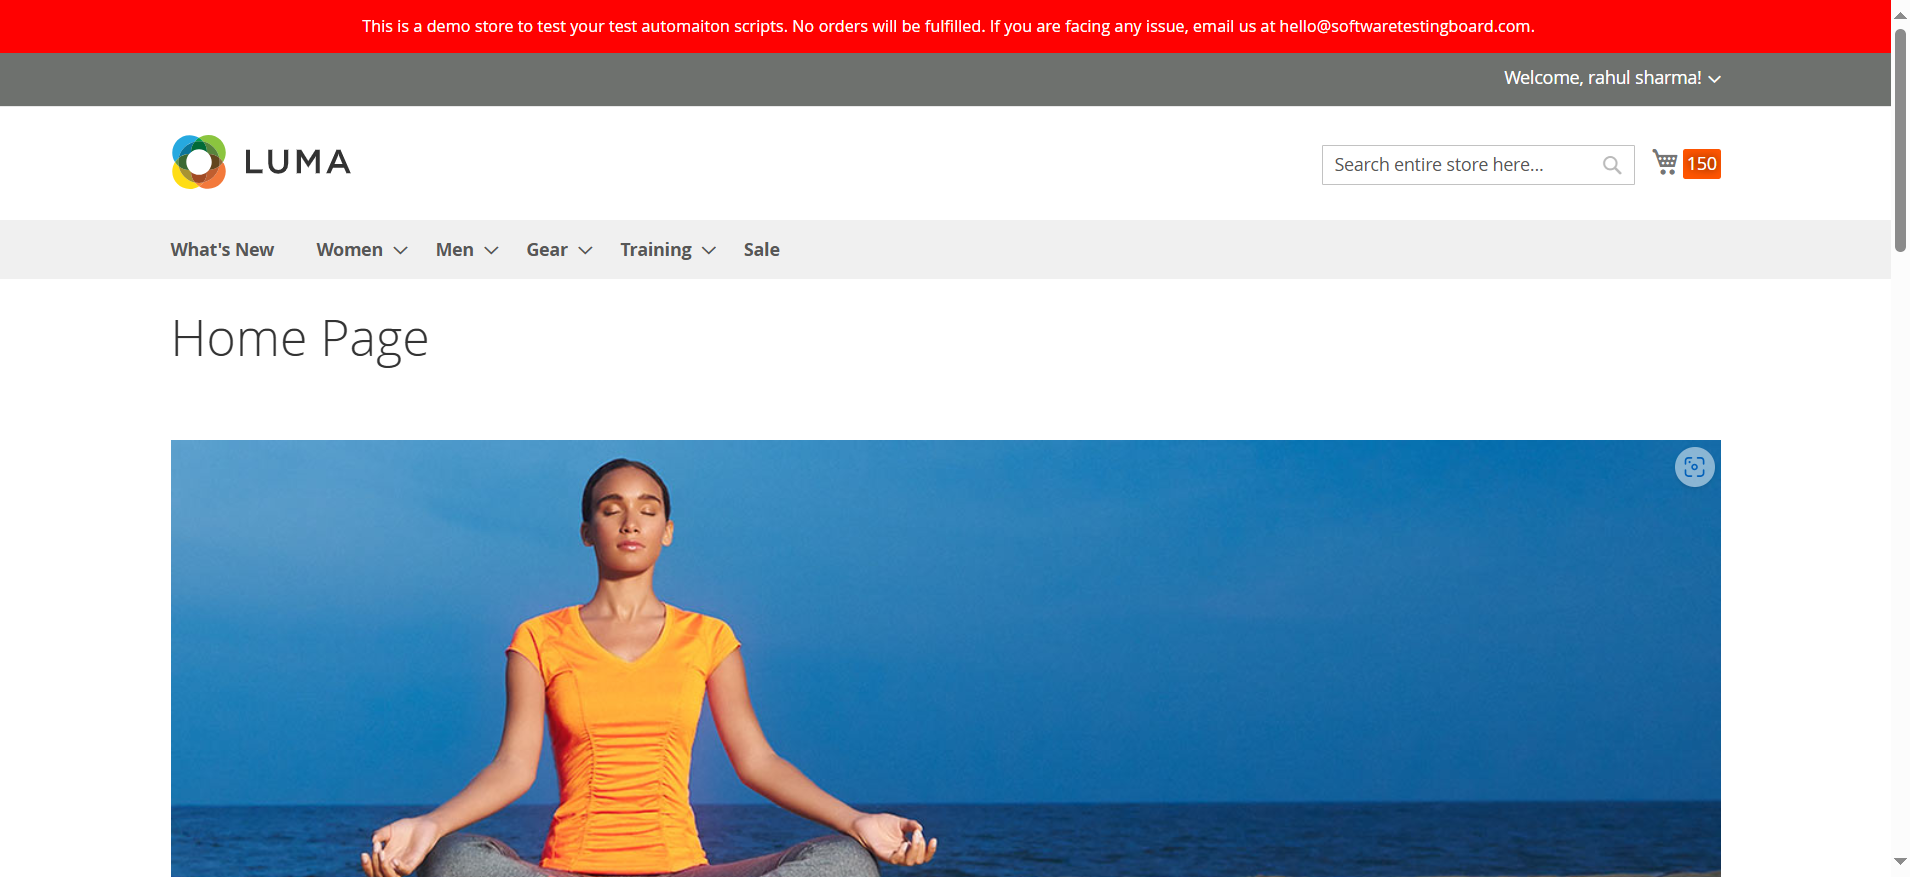 This is a demo store to test your test automaiton scripts. No orders will be fulfilled. If you are facing any issue, email us at hello@softwaretestingboard.com.
Welcome, rahul sharma!
LUMA
Search entire store here...
150
What's New Women Men Gear Training Sale
Home Page